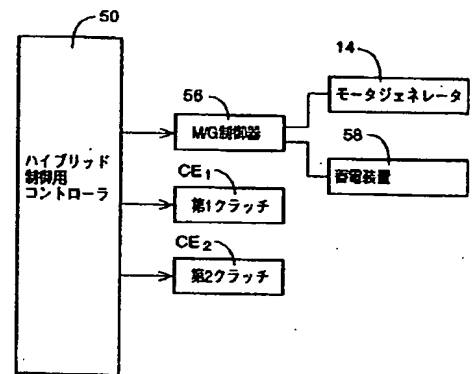 50
ハイブリッド
制御用
コントローラ
56
M/G制御器
14
モータジェネレータ
58
蓄電装置
CE1
第1クラッチ
CE2
第2クラッチ